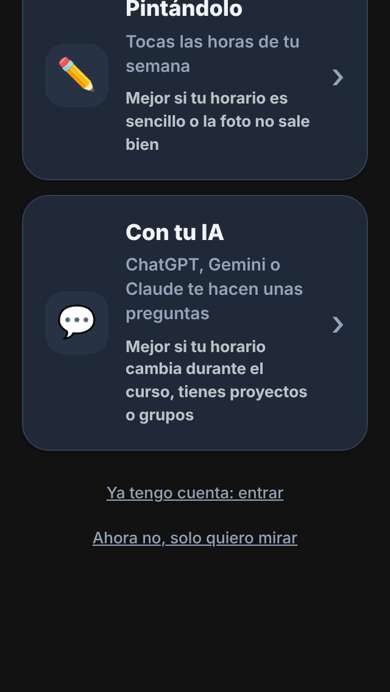 Pintándolo
Tocas las horas de tu
semana
Mejor si tu horario es
sencillo o la foto no sale
bien
Con tu IA
ChatGPT, Gemini o
Claude te hacen unas
preguntas
Mejor si tu horario
cambia durante el
curso, tienes proyectos
o grupos
Ya tengo cuenta: entrar
Ahora no, solo quiero mirar